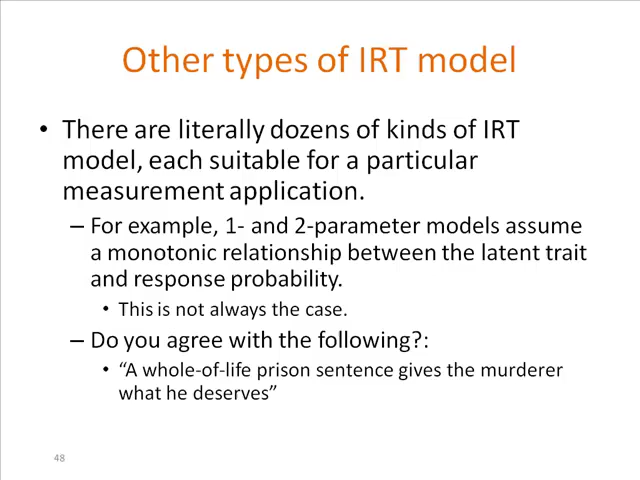 Other types of IRT model
• There are literally dozens of kinds of IRT
model, each suitable for a particular
measurement application.
– For example, 1- and 2-parameter models assume
a monotonic relationship between the latent trait
and response probability.
• This is not always the case.
– Do you agree with the following?:
• “A whole-of-life prison sentence gives the murderer
what he deserves”
48